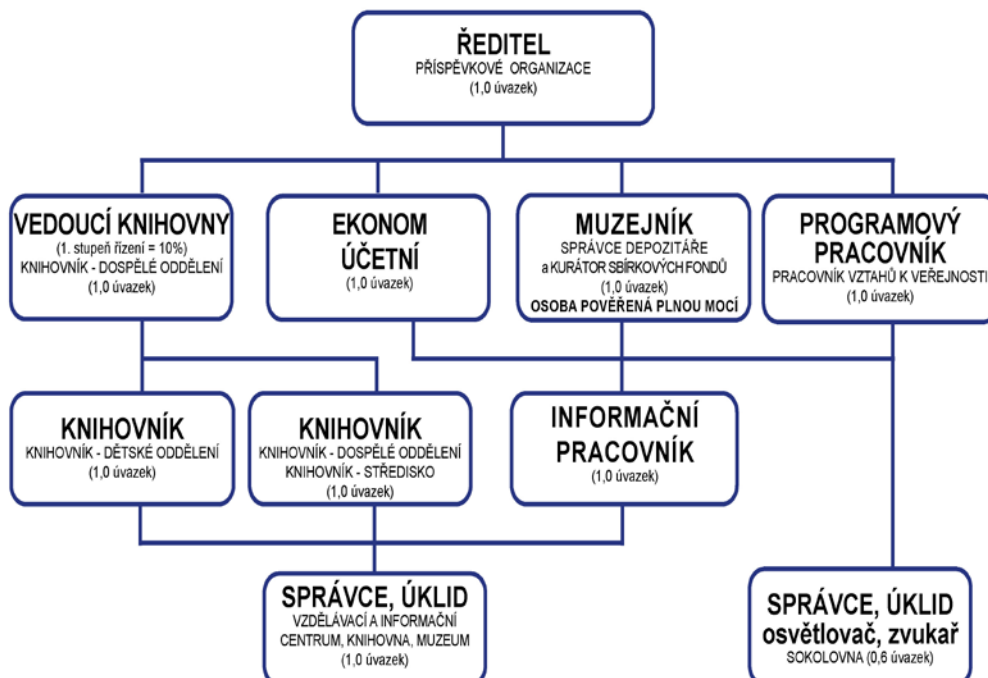 ŘEDITEL
PŘÍSPĚVKOVÉ ORGANIZACE
(1,0 úvazek)
VEDOUCÍ KNIHOVNY
(1. stupeň řízení = 10%)
KNIHOVNÍK - DOSPĚLÉ ODDĚLENÍ
(1,0 úvazek)
EKONOM
ÚČETNÍ
(1,0 úvazek)
MUZEJNÍK
SPRÁVCE DEPOZITÁŘE
a KURÁTOR SBÍRKOVÝCH FONDŮ
(1,0 úvazek)
OSOBA POVĚŘENÁ PLNOU MOCÍ
PROGRAMOVÝ
PRACOVNÍK
PRACOVNÍK VZTAHŮ K VEŘEJNOSTI
(1,0 úvazek)
KNIHOVNÍK
KNIHOVNÍK - DĚTSKÉ ODDĚLENÍ
(1,0 úvazek)
KNIHOVNÍK
KNIHOVNÍK - DOSPĚLÉ ODDĚLENÍ
KNIHOVNÍK - STŘEDISKO
(1,0 úvazek)
INFORMAČNÍ
PRACOVNÍK
(1,0 úvazek)
SPRÁVCE, ÚKLID
VZDĚLÁVACÍ A INFORMAČNÍ
CENTRUM, KNIHOVNA, MUZEUM
(1,0 úvazek)
SPRÁVCE, ÚKLID
osvětlovač, zvukař
SOKOLOVNA (0,6 úvazek)